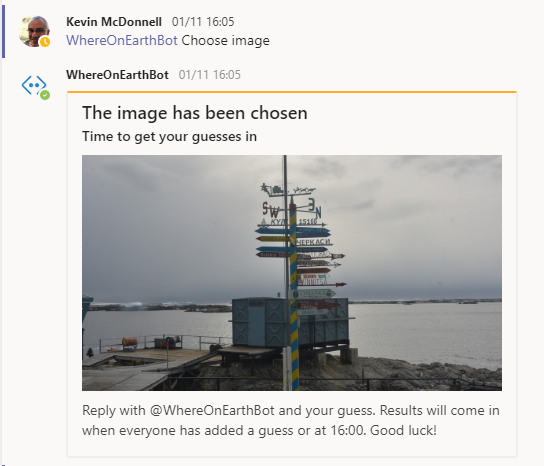 Kevin McDonnell 01/11 16:05
WhereOnEarthBot Choose image
WhereOnEarthBot 01/11 16:05
The image has been chosen
Time to get your guesses in
S W E N
15168
ЧЕРКАСИ
Reply with @WhereOnEarthBot and your guess. Results will come in
when everyone has added a guess or at 16:00. Good luck!